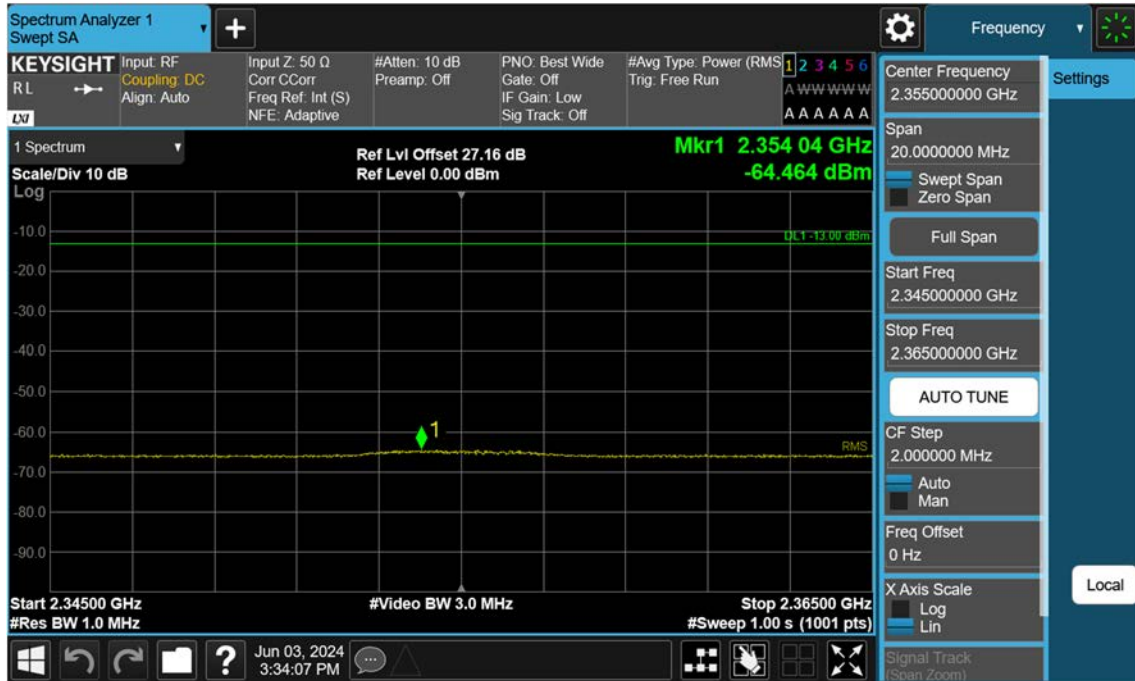 Spectrum Analyzer 1
Swept SA
+
Frequency
KEYSIGHT
RL
LXI
Input: RF
Coupling: DC
Align: Auto
Input Z: 50 Ω
Corr CCorr
Freq Ref: Int (S)
NFE: Adaptive
#Atten: 10 dB
Preamp: Off
PNO: Best Wide
Gate: Off
IF Gain: Low
Sig Track: Off
#Avg Type: Power (RMS
Trig: Free Run
1 2 3 4 5 6
A W W W W W
A A A A A A
1 Spectrum
Scale/Div 10 dB
Log
Ref Lvl Offset 27.16 dB
Ref Level 0.00 dBm
Mkr1 2.354 04 GHz
-64.464 dBm
-10.0
DL1 -13.00 dBm
-20.0
-30.0
-40.0
-50.0
-60.0
1
RMS
-70.0
-80.0
-90.0
Start 2.34500 GHz
#Res BW 1.0 MHz
#Video BW 3.0 MHz
Stop 2.36500 GHz
#Sweep 1.00 s (1001 pts)
Center Frequency
2.355000000 GHz
Span
20.0000000 MHz
Swept Span
Zero Span
Full Span
Start Freq
2.345000000 GHz
Stop Freq
2.365000000 GHz
AUTO TUNE
CF Step
2.000000 MHz
Auto
Man
Freq Offset
0 Hz
X Axis Scale
Log
Lin
Signal Track
(Span Zoom)
Settings
Local
?
Jun 03, 2024
3:34:07 PM